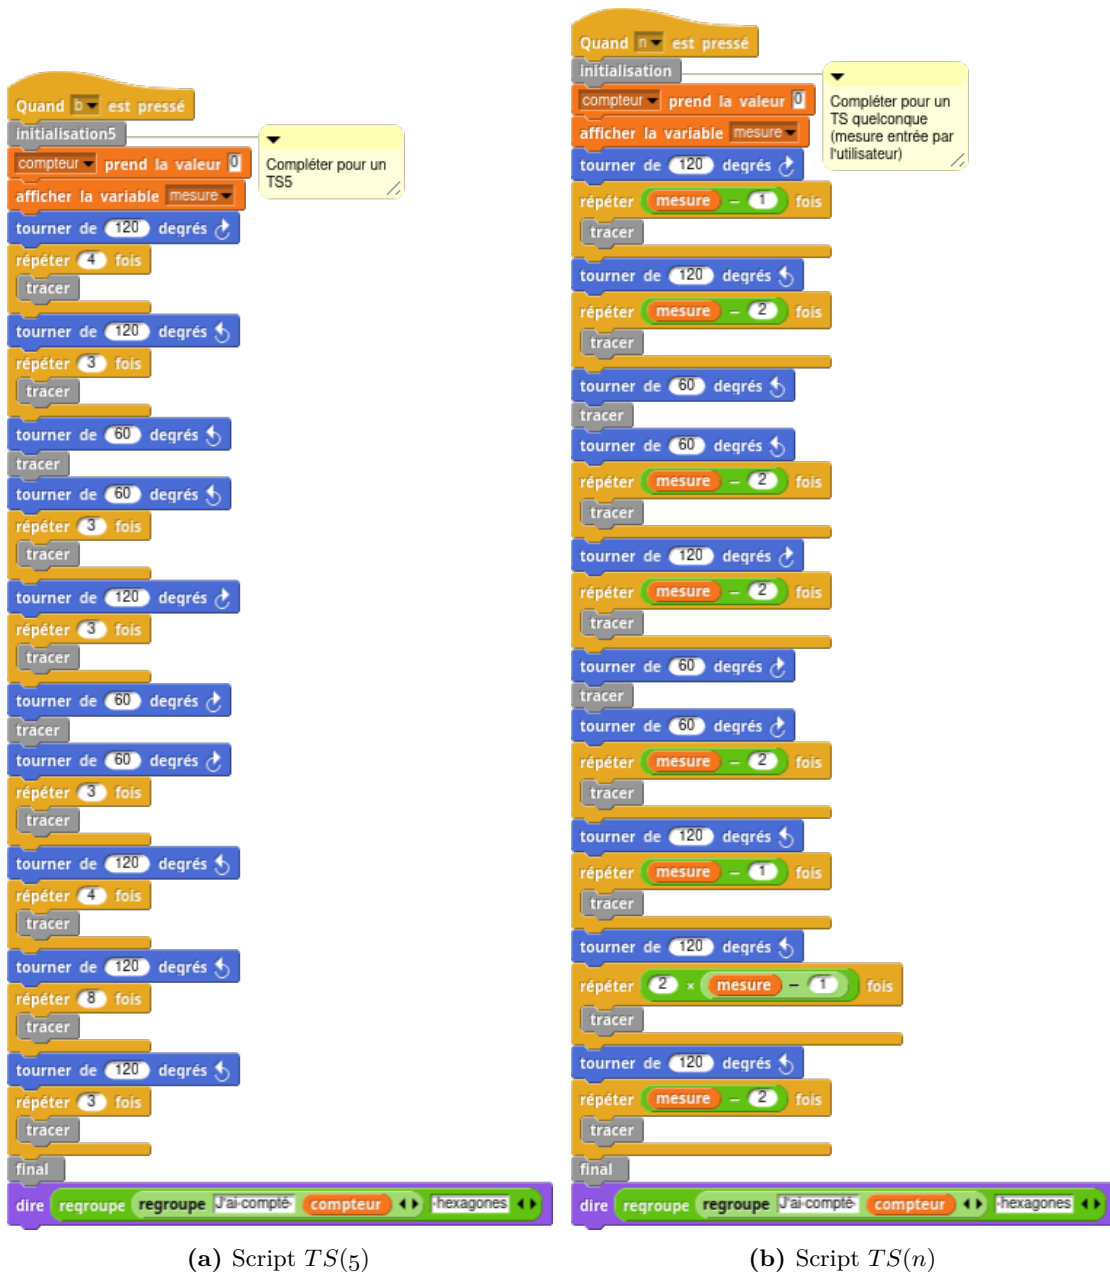 Quand b est pressé
initialisation5
compteur prend la valeur 0
afficher la variable mesure
tourner de 120 degrés
répéter 4 fois
tracer
tourner de 120 degrés
répéter 3 fois
tracer
tourner de 60 degrés
tracer
tourner de 60 degrés
répéter 3 fois
tracer
tourner de 120 degrés
répéter 3 fois
tracer
tourner de 60 degrés
tracer
tourner de 60 degrés
répéter 3 fois
tracer
tourner de 120 degrés
répéter 4 fois
tracer
tourner de 120 degrés
répéter 8 fois
tracer
tourner de 120 degrés
répéter 3 fois
tracer
final
dire regroupe regroupe J'ai·compté· compteur ·hexagones
Compléter pour un
TS5
(a) Script TS(5)
Quand n est pressé
initialisation
compteur prend la valeur 0
afficher la variable mesure
tourner de 120 degrés
répéter mesure − 1 fois
tracer
tourner de 120 degrés
répéter mesure − 2 fois
tracer
tourner de 60 degrés
tracer
tourner de 60 degrés
répéter mesure − 2 fois
tracer
tourner de 120 degrés
répéter mesure − 2 fois
tracer
tourner de 60 degrés
tracer
tourner de 60 degrés
répéter mesure − 2 fois
tracer
tourner de 120 degrés
répéter mesure − 1 fois
tracer
tourner de 120 degrés
répéter 2 × mesure − 1 fois
tracer
tourner de 120 degrés
répéter mesure − 2 fois
tracer
final
dire regroupe regroupe J'ai·compté· compteur ·hexagones
Compléter pour un
TS quelconque
(mesure entrée par
l'utilisateur)
(b) Script TS(n)